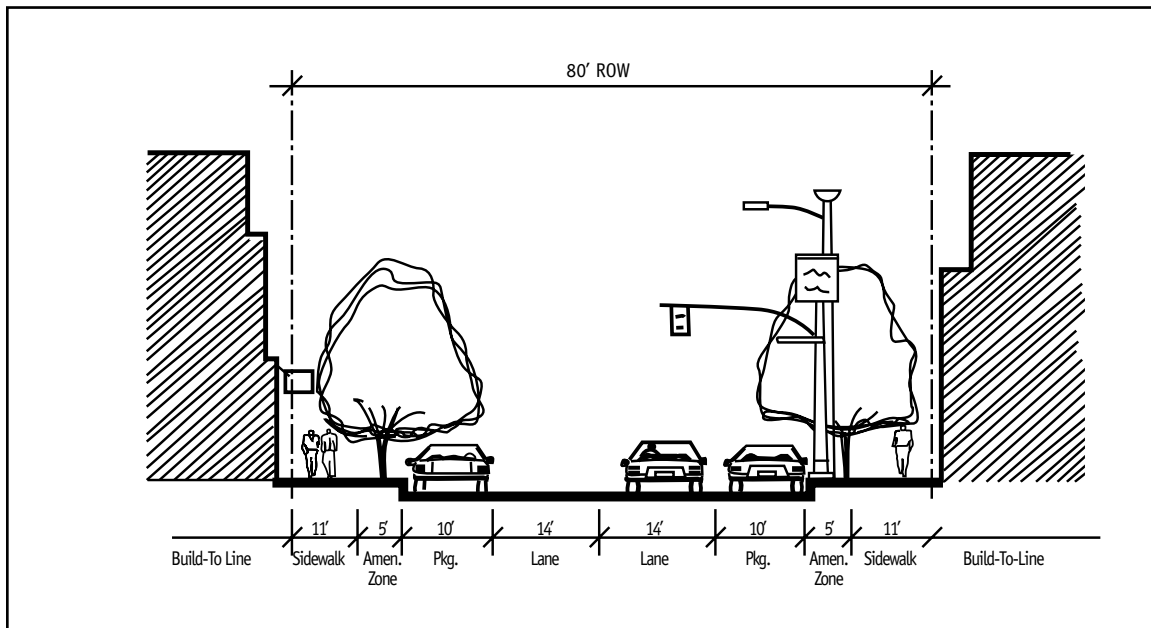 80′ ROW
11′ 5′ 10′ 14′ 14′ 10′ 5′ 11′
Build-To Line Sidewalk Amen. Pkg. Lane Lane Pkg. Amen. Sidewalk Build-To-Line
Zone Zone